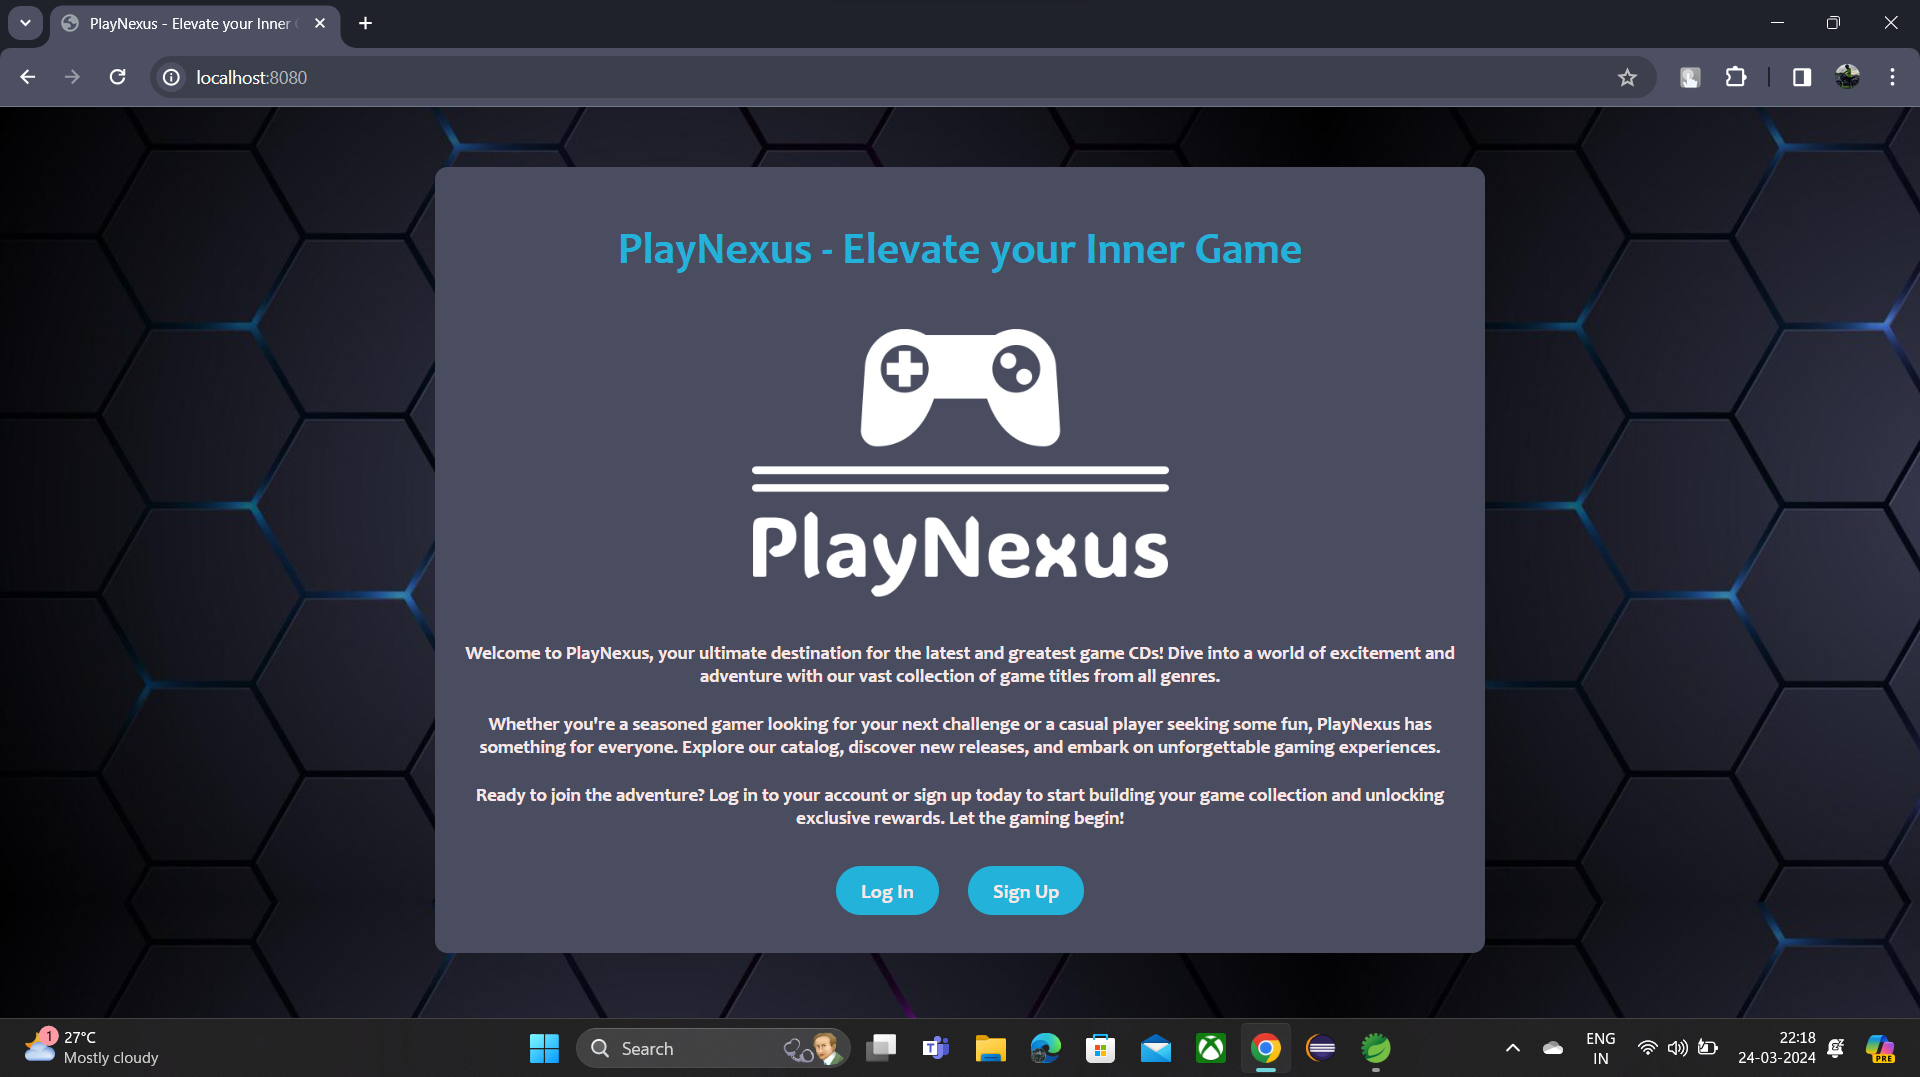 PlayNexus - Elevate your Inner
localhost:8080
PlayNexus - Elevate your Inner Game
PlayNexus
Welcome to PlayNexus, your ultimate destination for the latest and greatest game CDs! Dive into a world of excitement and
adventure with our vast collection of game titles from all genres.
Whether you're a seasoned gamer looking for your next challenge or a casual player seeking some fun, PlayNexus has
something for everyone. Explore our catalog, discover new releases, and embark on unforgettable gaming experiences.
Ready to join the adventure? Log in to your account or sign up today to start building your game collection and unlocking
exclusive rewards. Let the gaming begin!
Log In
Sign Up
1
27°C
Mostly cloudy
Search
T
ENG
IN
22:18
24-03-2024
PRE